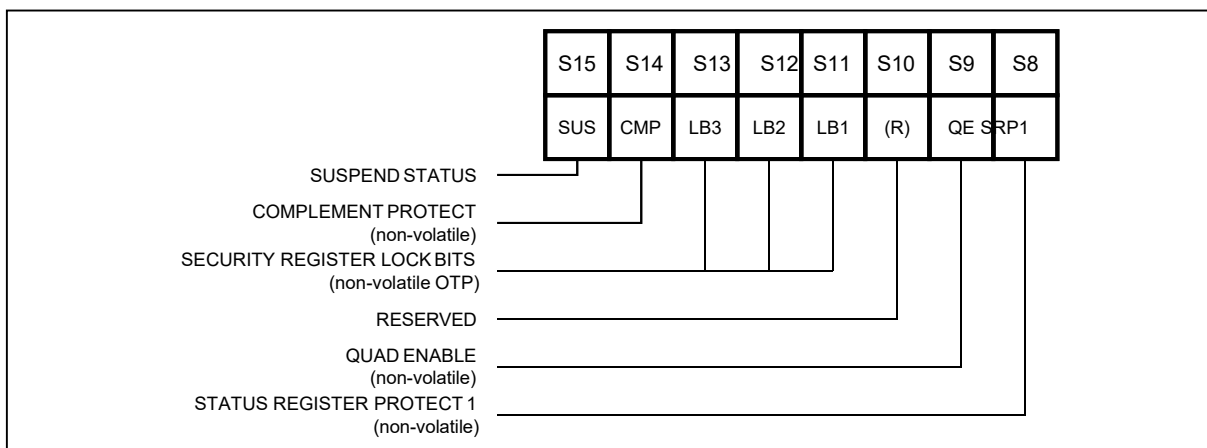 S15 S14 S13 S12 S11 S10 S9 S8
SUS CMP LB3 LB2 LB1 (R) QE SRP1
SUSPEND STATUS
COMPLEMENT PROTECT
(non-volatile)
SECURITY REGISTER LOCK BITS
(non-volatile OTP)
RESERVED
QUAD ENABLE
(non-volatile)
STATUS REGISTER PROTECT 1
(non-volatile)